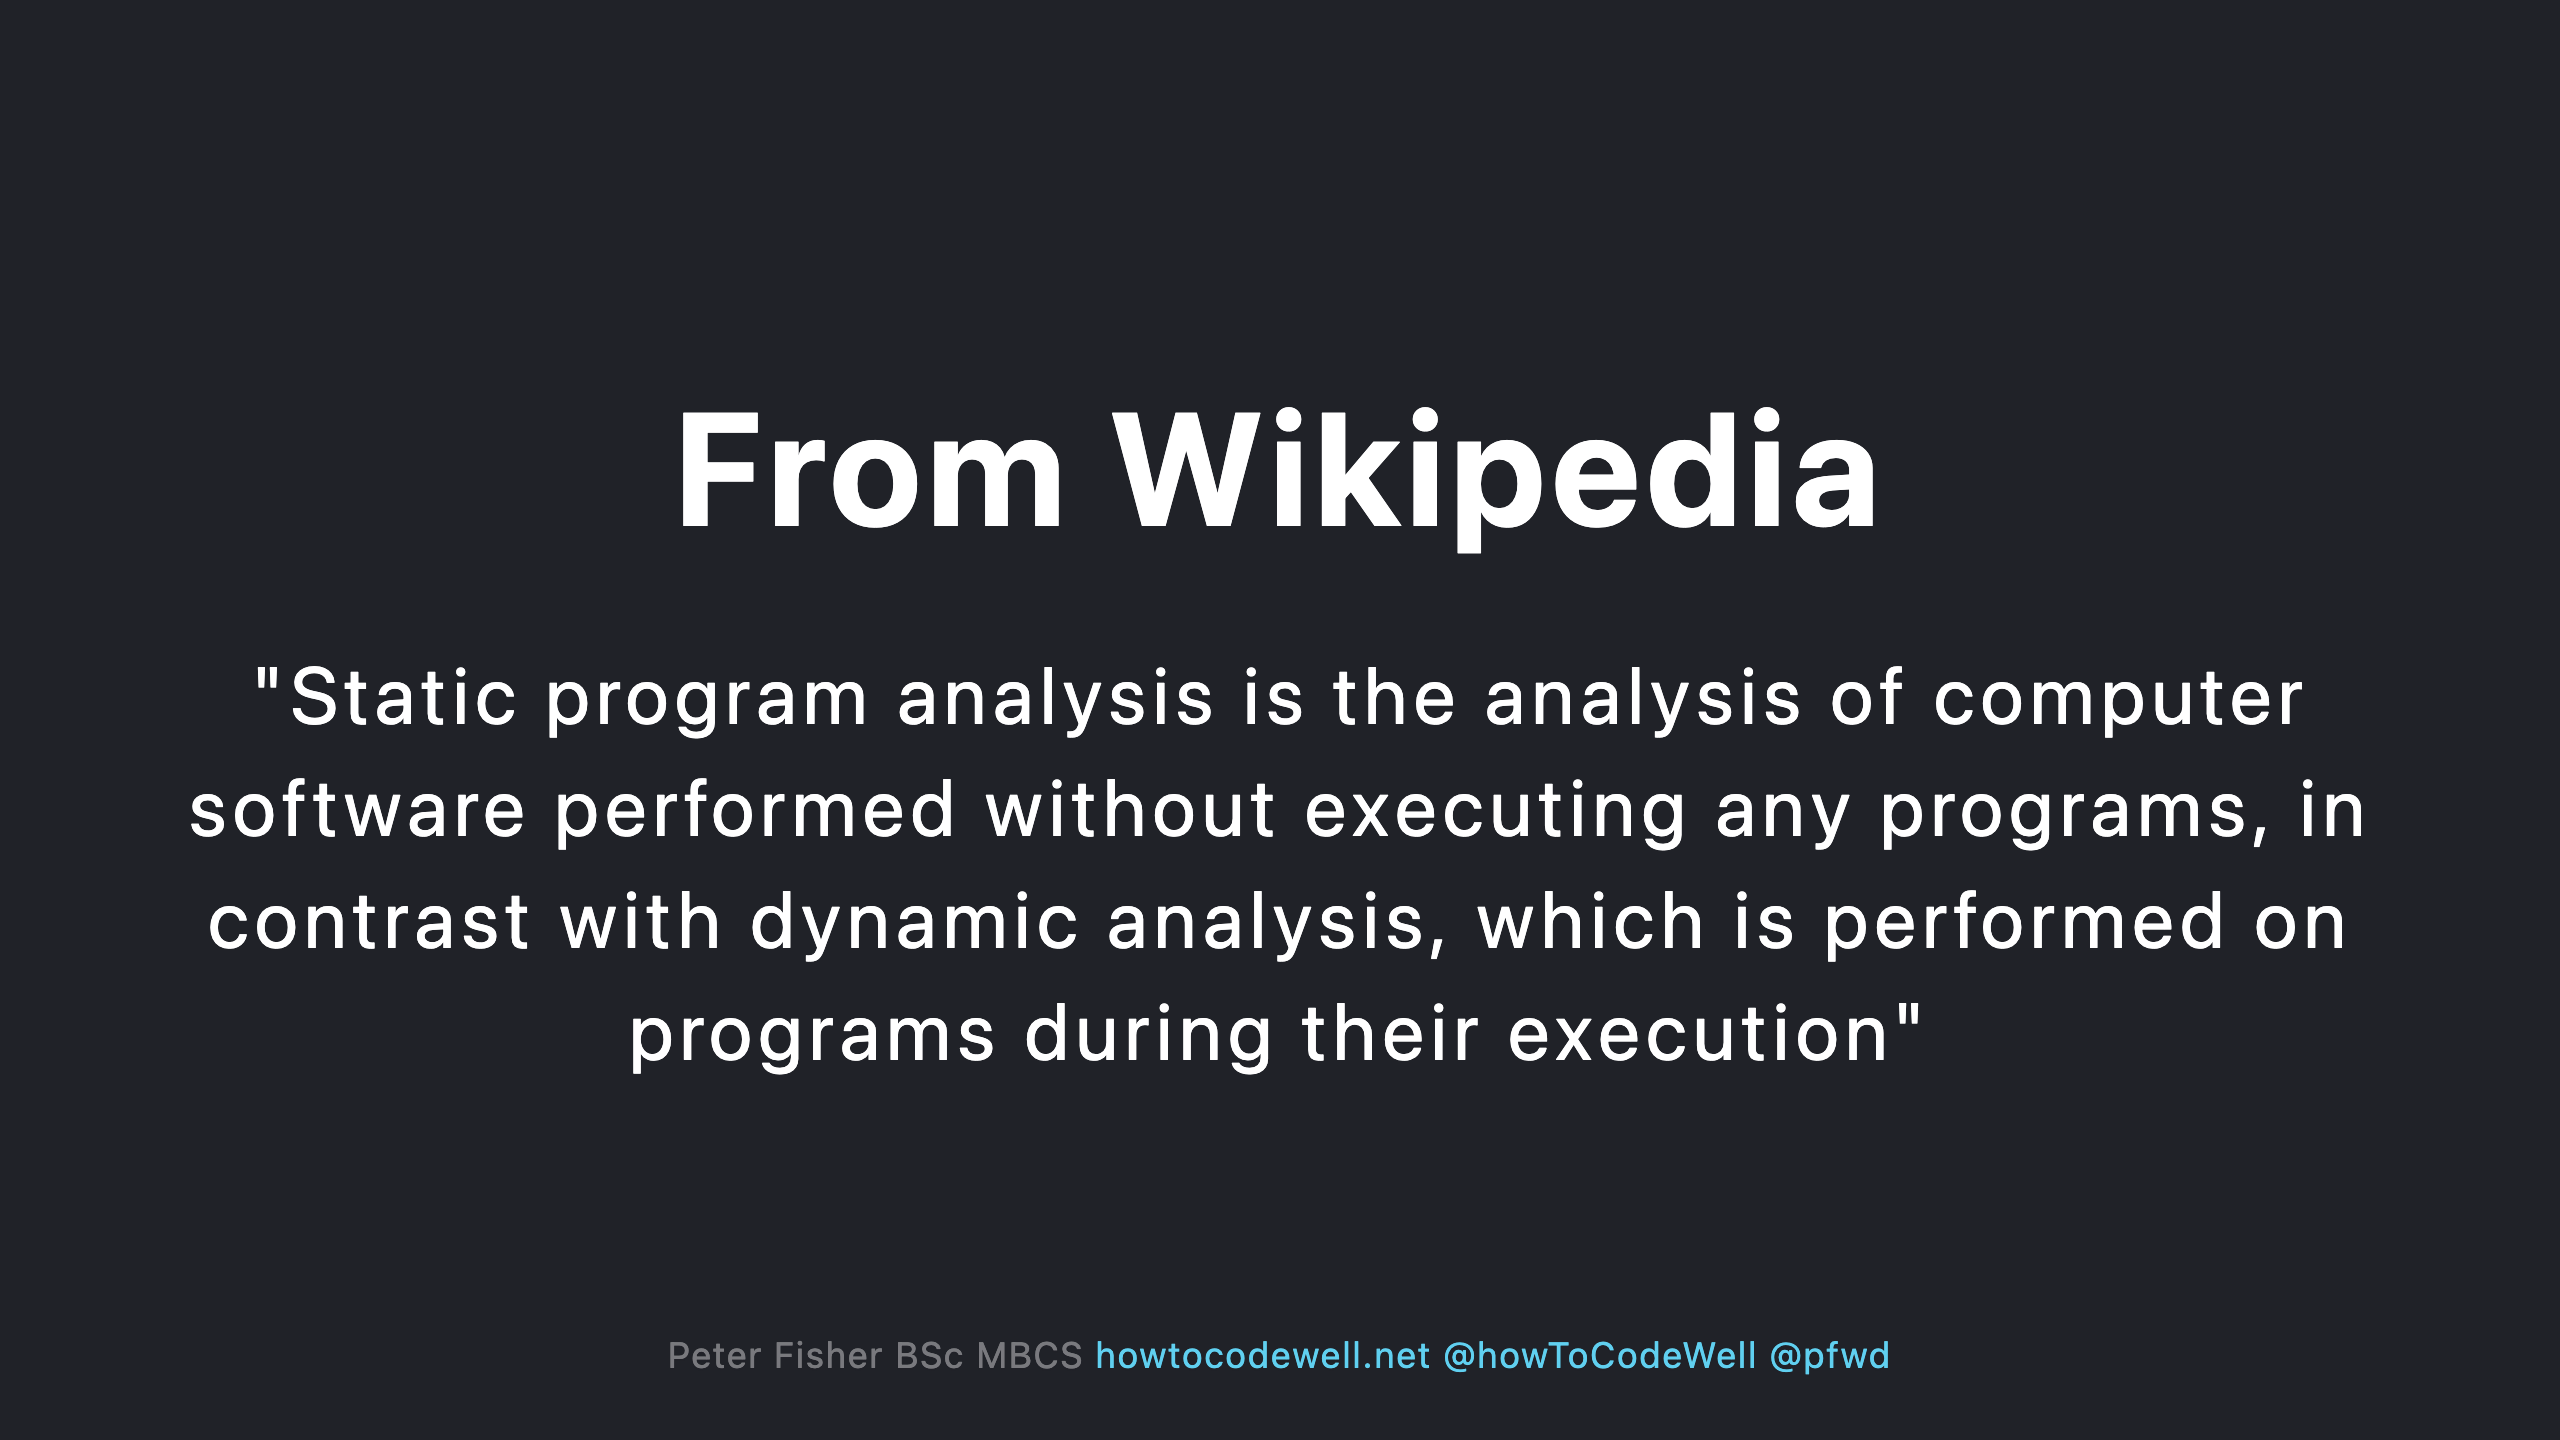 From Wikipedia
"Static program analysis is the analysis of computer
software performed without executing any programs, in
contrast with dynamic analysis, which is performed on
programs during their execution"
Peter Fisher BSc MBCS howtocodewell.net @howToCodeWell @pfwd